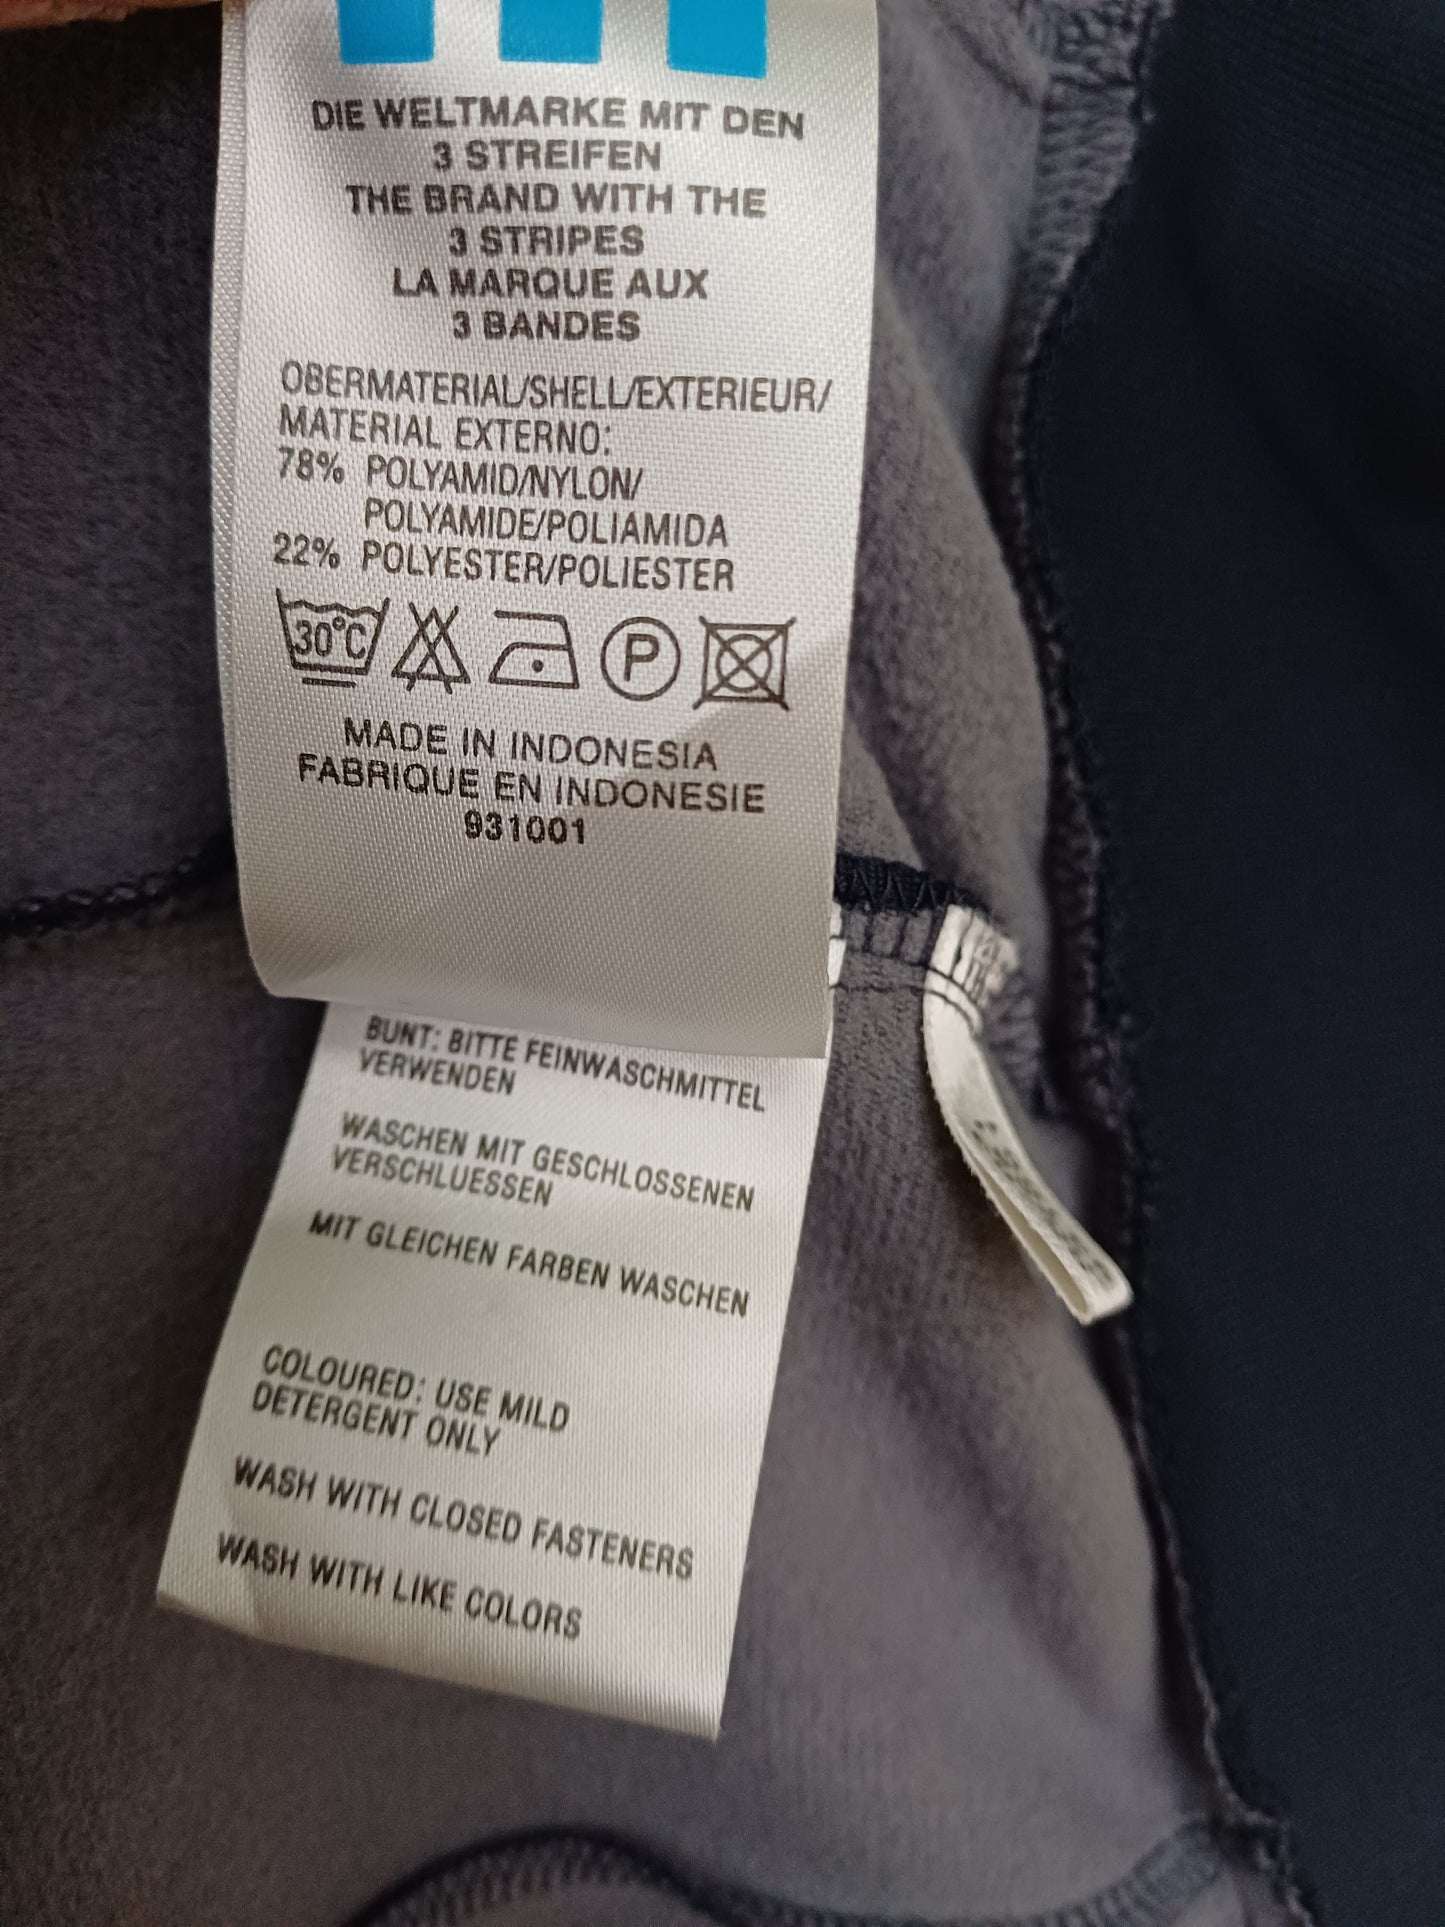 DIE WELTMARKE MIT DEN
3 STREIFEN
THE BRAND WITH THE
3 STRIPES
LA MARQUE AUX
3 BANDES
OBERMATERIAL/SHELL/EXTERIEUR/
MATERIAL EXTERNO:
78% POLYAMID/NYLON/
POLYAMIDE/POLIAMIDA
22% POLYESTER/POLIESTER
30°C P
MADE IN INDONESIA
FABRIQUE EN INDONESIE
931001
BUNT: BITTE FEINWASCHMITTEL
VERWENDEN
WASCHEN MIT GESCHLOSSENEN
VERSCHLUESSEN
MIT GLEICHEN FARBEN WASCHEN
COLOURED: USE MILD
DETERGENT ONLY
WASH WITH CLOSED FASTENERS
WASH WITH LIKE COLORS